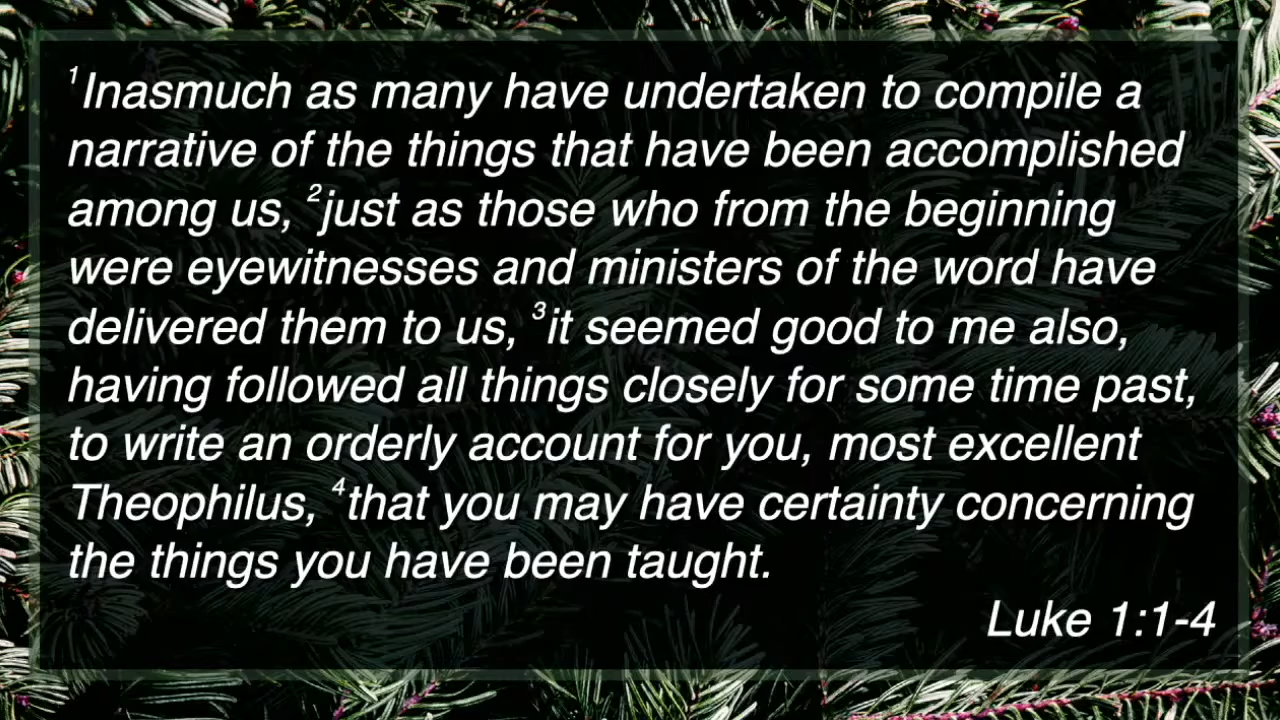 ¹Inasmuch as many have undertaken to compile a
narrative of the things that have been accomplished
among us, ²just as those who from the beginning
were eyewitnesses and ministers of the word have
delivered them to us, ³it seemed good to me also,
having followed all things closely for some time past,
to write an orderly account for you, most excellent
Theophilus, ⁴that you may have certainty concerning
the things you have been taught.
Luke 1:1-4